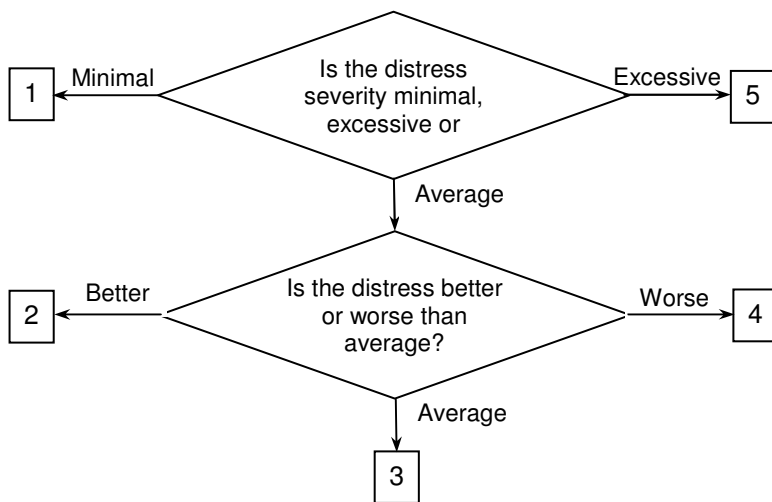 Is the distress
severity minimal,
excessive or
Minimal
1
Excessive
5
Average
Is the distress better
or worse than
average?
Better
2
Worse
4
Average
3